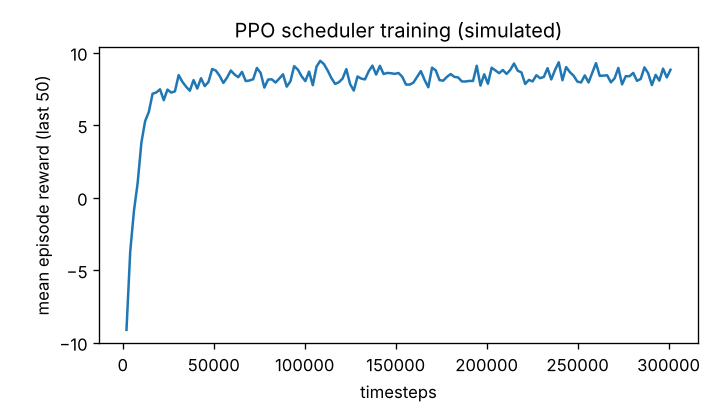 PPO scheduler training (simulated)
mean episode reward (last 50)
10
5
0
−5
−10
0 50000 100000 150000 200000 250000 300000
timesteps